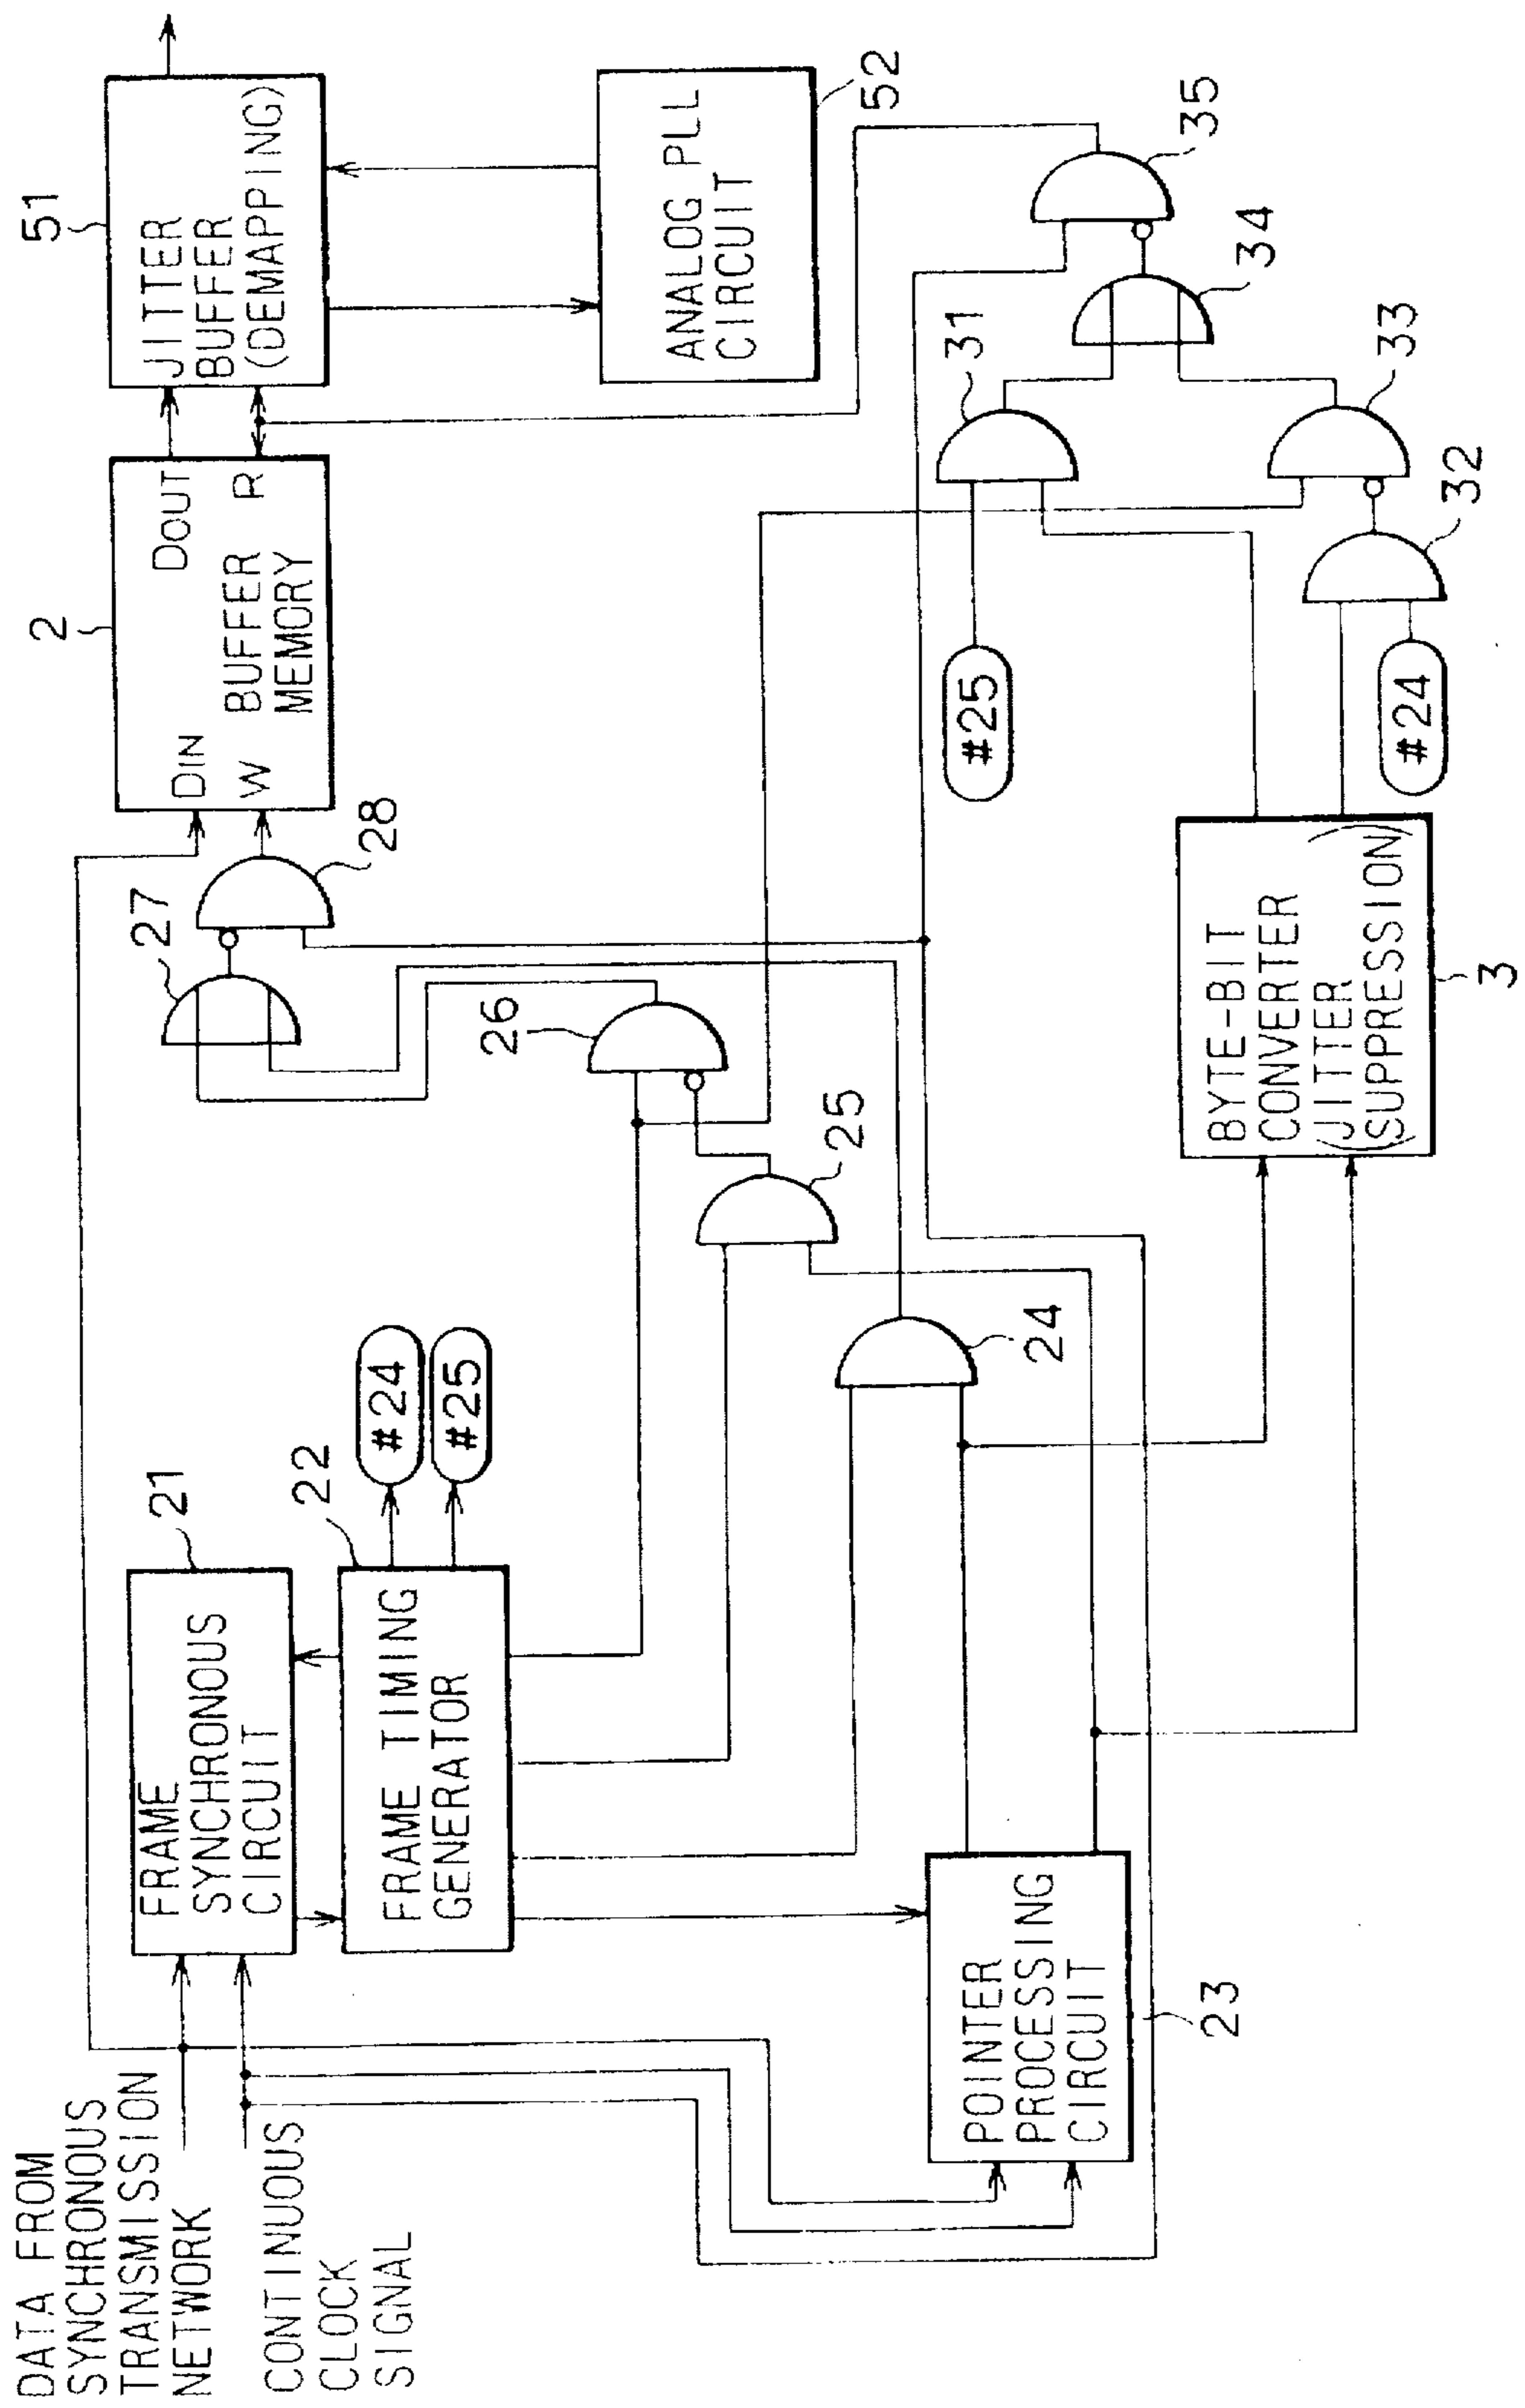 DATA FROM
SYNCHRONOUS
TRANSMISSION
NETWORK
CONTINUOUS
CLOCK
SIGNAL
21
FRAME
SYNCHRONOUS
CIRCUIT
22
FRAME TIMING
GENERATOR
#24
#25
POINTER
PROCESSING
CIRCUIT
23
24
25
26
27
28
2
DIN
DOUT
W
R
BUFFER
MEMORY
51
JITTER
BUFFER
(DEMAPPING)
ANALOG PLL
CIRCUIT
52
BYTE-BIT
CONVERTER
(JITTER
SUPPRESSION)
3
#25
#24
31
32
33
34
35